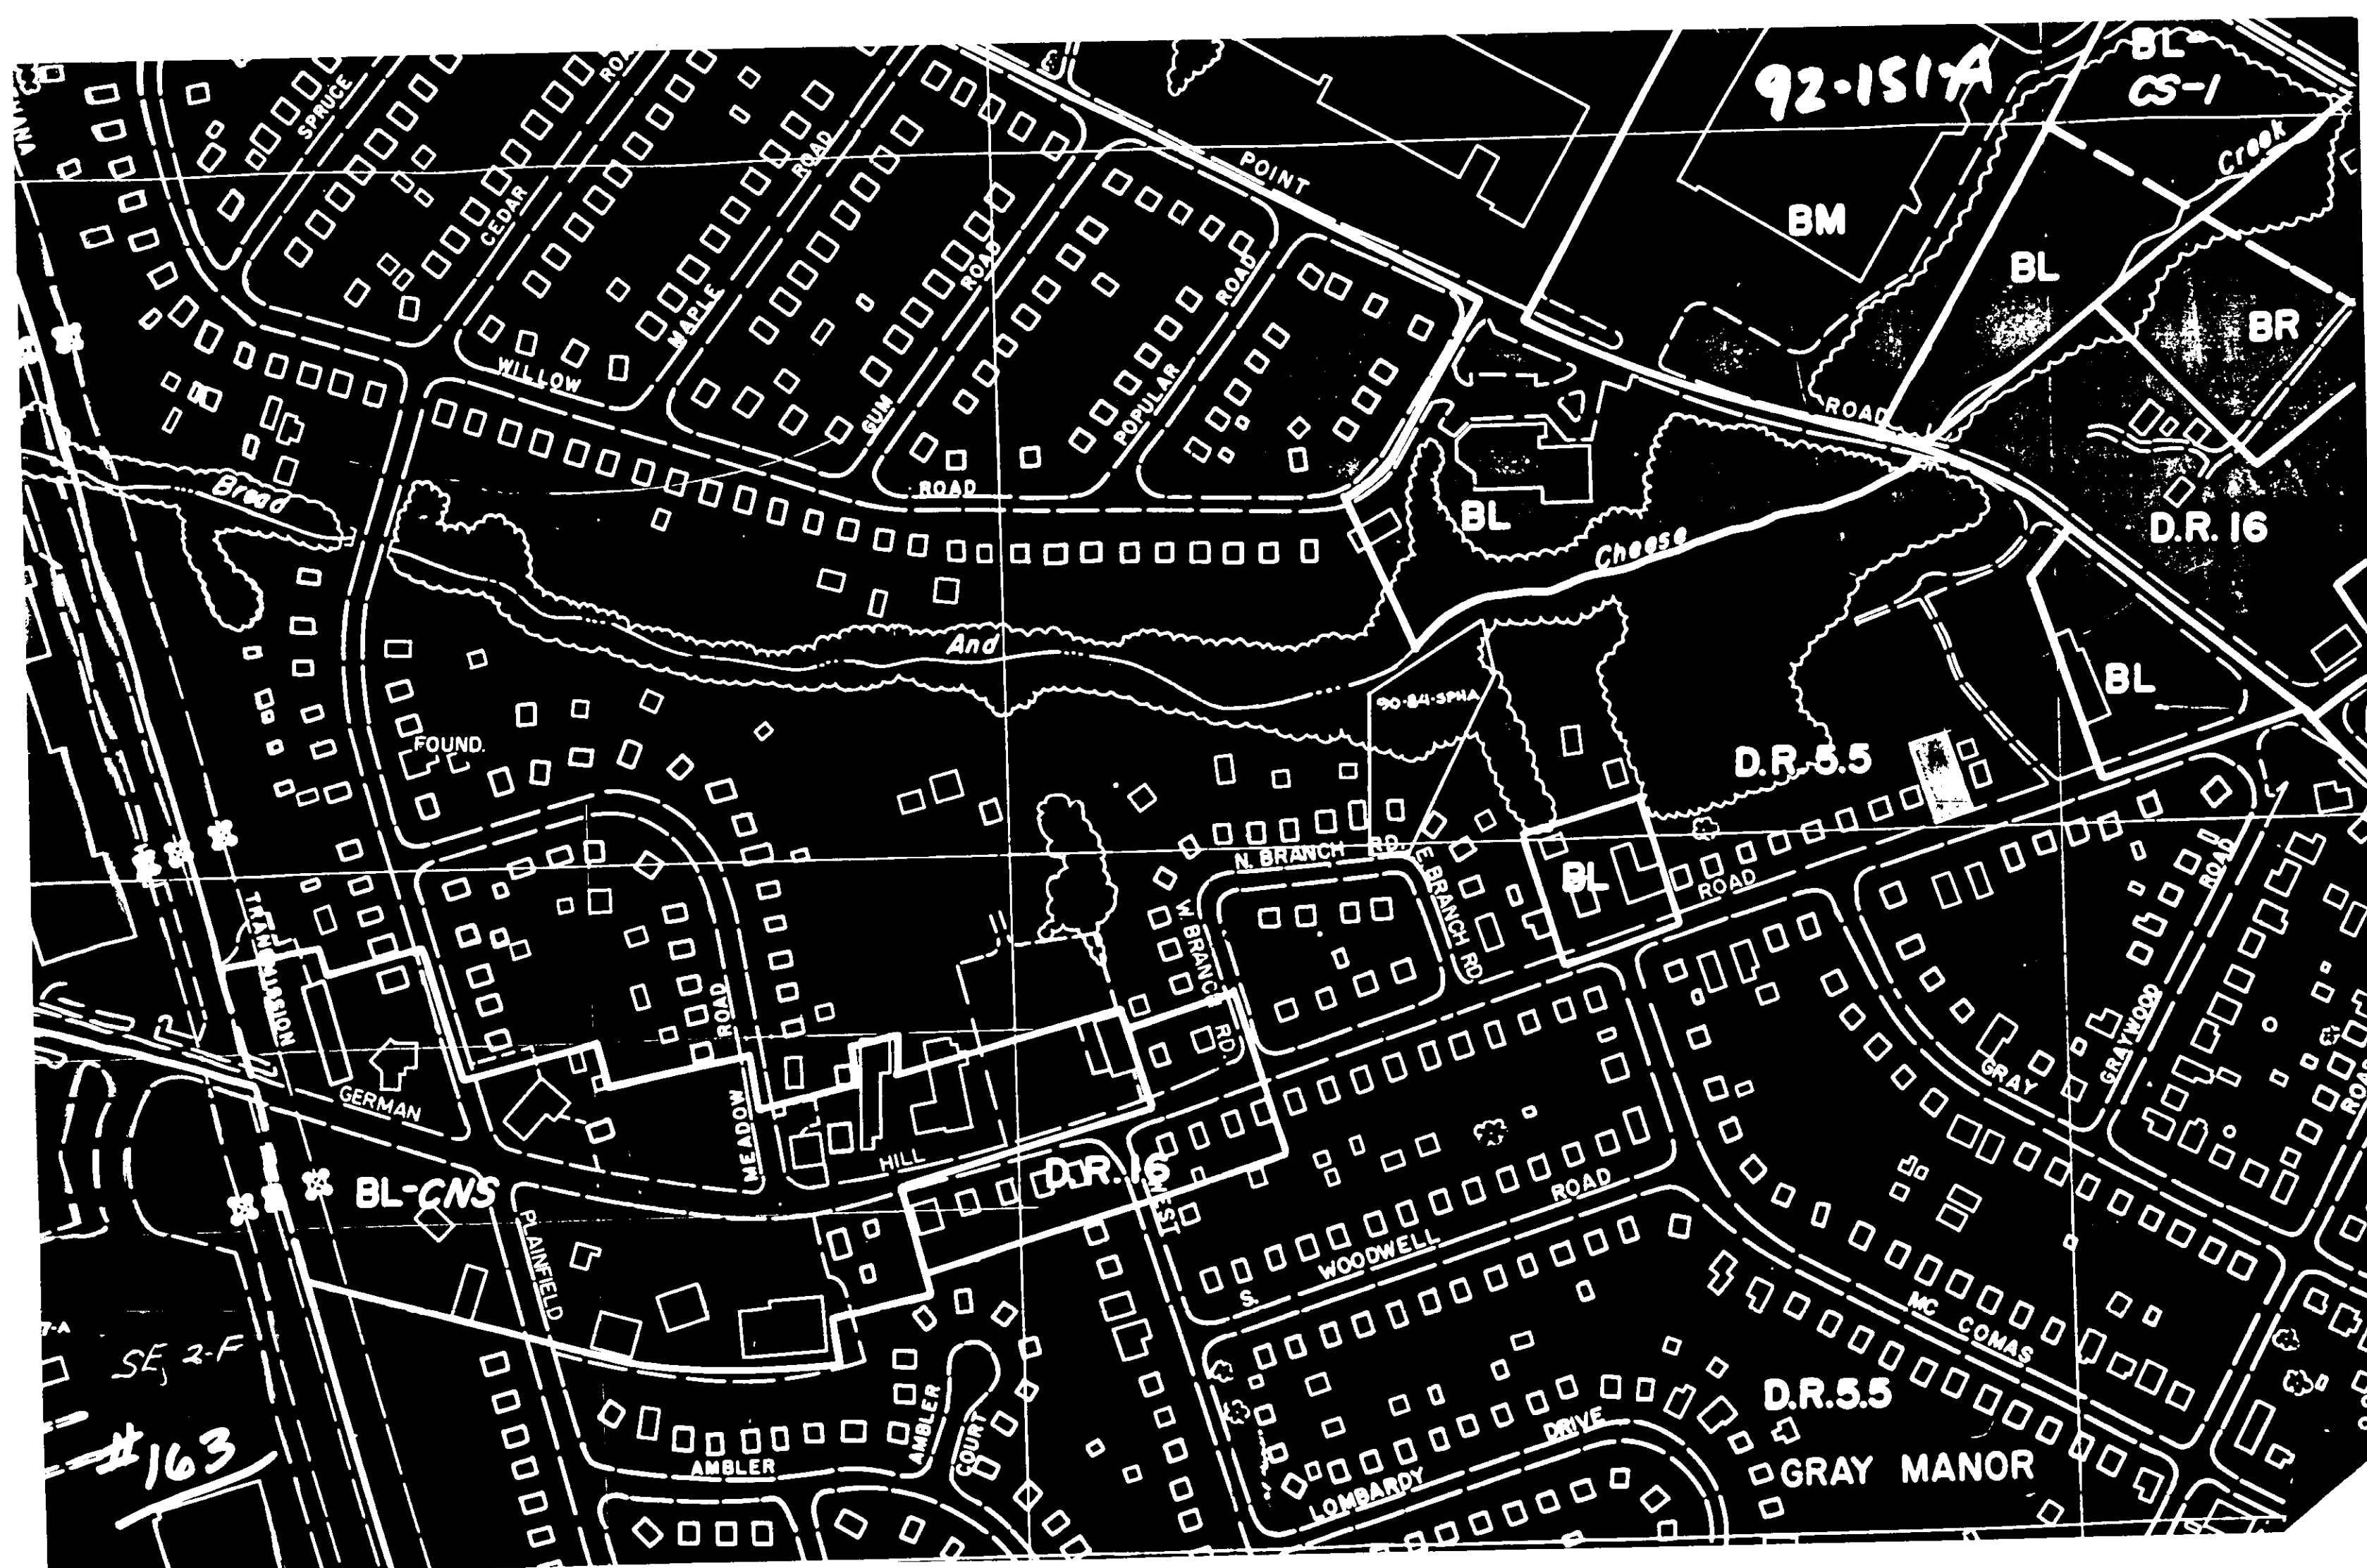 BL-
CS-1
92-151-A
SPRUCE
RO.
CEDAR
ROAD
MAPLE
POINT
Creek
BM
BL
BR
ROAD
ROAD
WILLOW
GUM
POPULAR
ROAD
ROAD
Bread
BL
Cheese
D.R. 16
And
90-84-SPHA
BL
FOUND.
D.R. 5.5
N. BRANCH RD.
E. BRANCH RD.
BL
ROAD
ROAD
W. BRANCH RD.
TRANSMISSION
ROAD
GRAYWOOD
GRAY
ROAD
GERMAN
MEADOW
HILL
D.R. 16
BL-CNS
WEST
ROAD
PLAINFIELD
S. WOODWELL
MC COMAS
7-A
SE, 2-F
D.R.5.5
AMBLER
COURT
DRIVE
#163
AMBLER
LOMBARDY
GRAY MANOR